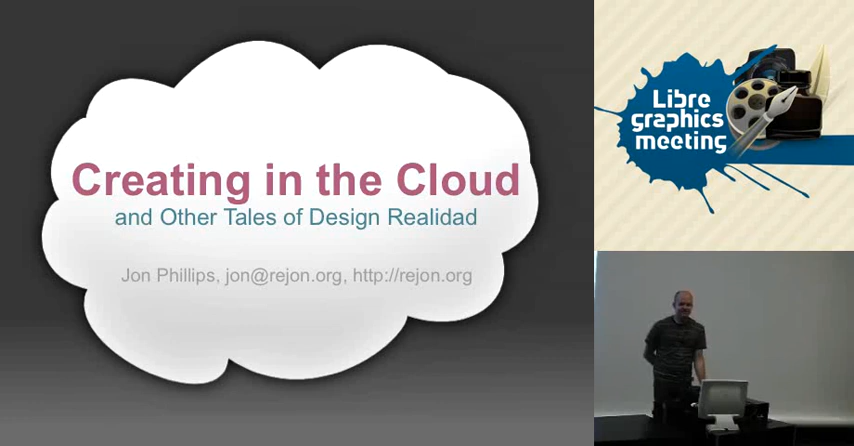 Creating in the Cloud
and Other Tales of Design Realidad
Jon Phillips, jon@rejon.org, http://rejon.org
Libre
graphics
meeting